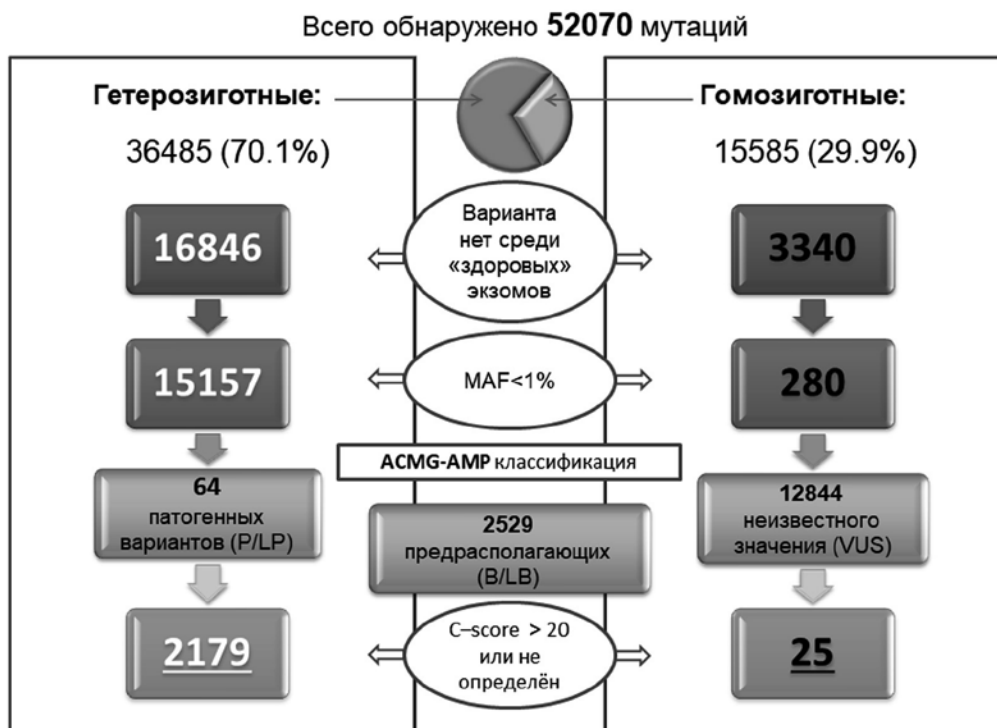 Всего обнаружено 52070 мутаций
Гетерозиготные:
36485 (70.1%)
Гомозиготные:
15585 (29.9%)
16846
Варианта
нет среди
«здоровых»
экзомов
3340
15157
MAF<1%
280
ACMG-AMP классификация
64
патогенных
вариантов (P/LP)
2529
предрасполагающих
(B/LB)
12844
неизвестного
значения (VUS)
2179
C–score > 20
или не
определён
25